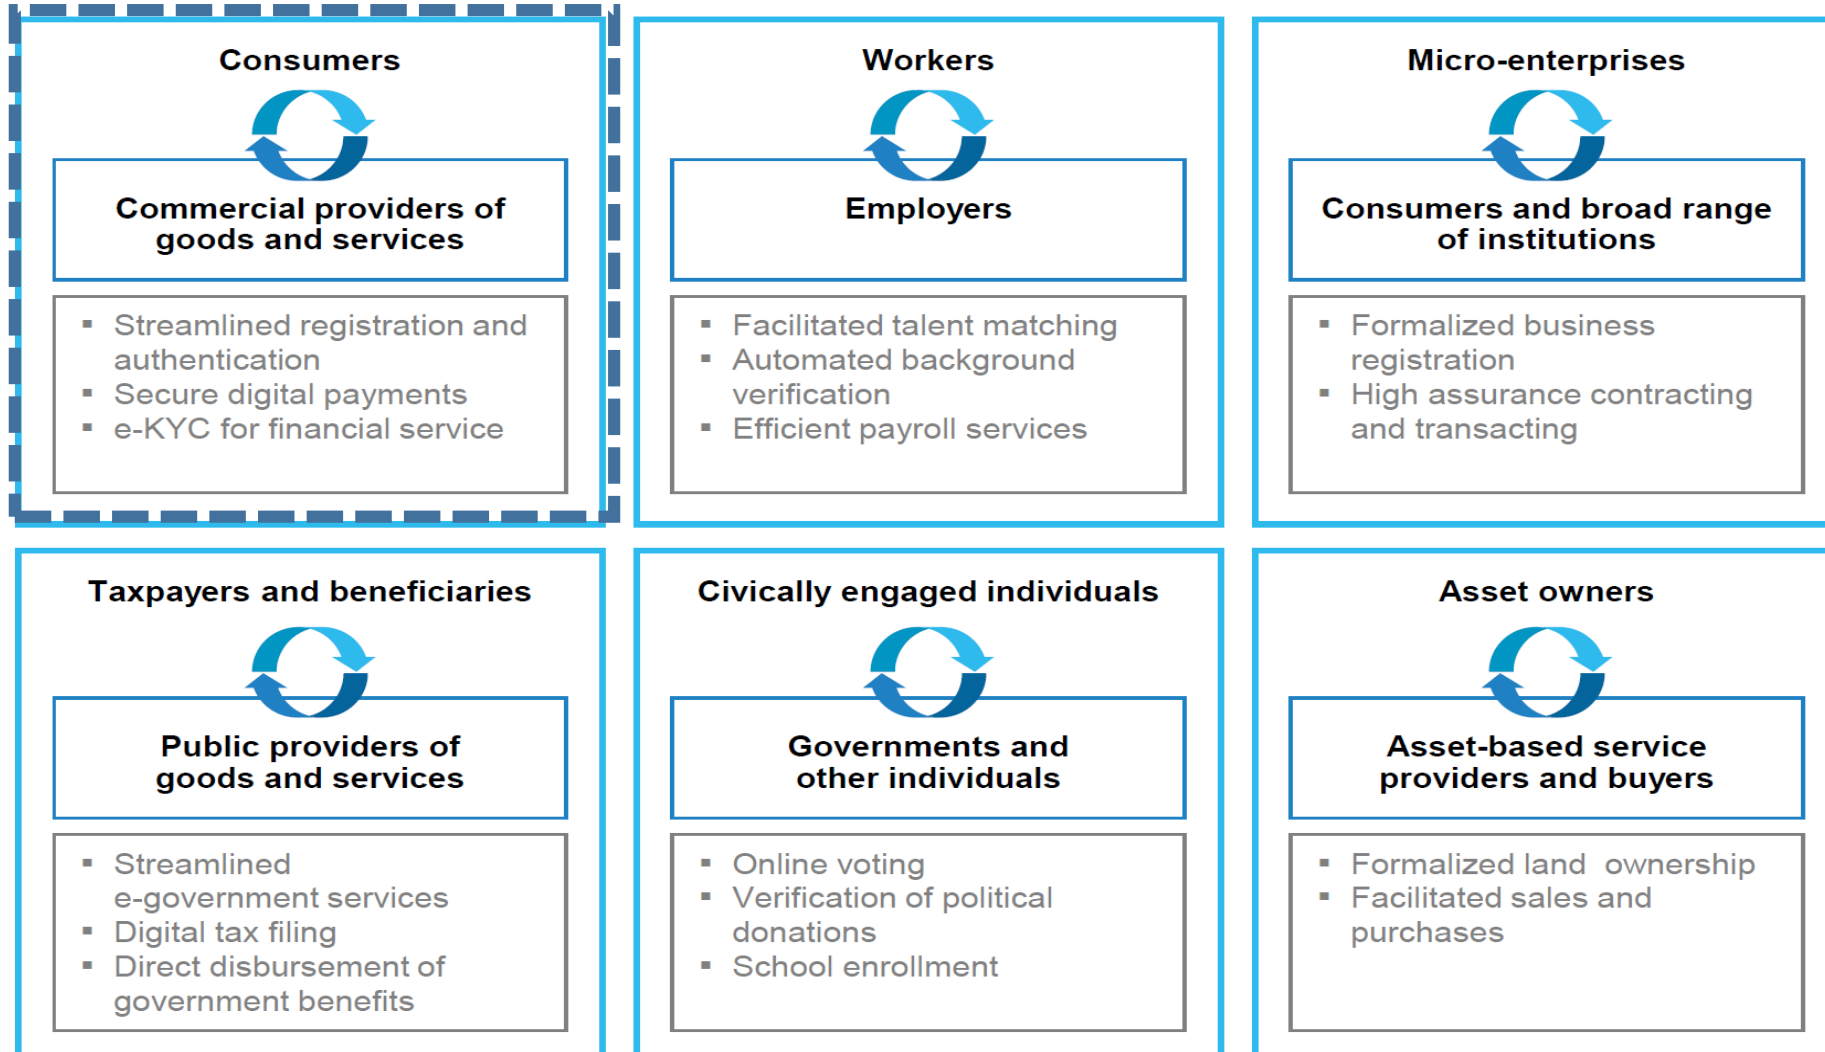 Consumers
Commercial providers of
goods and services
▪ Streamlined registration and
authentication
▪ Secure digital payments
▪ e-KYC for financial service
Workers
Employers
▪ Facilitated talent matching
▪ Automated background
verification
▪ Efficient payroll services
Micro-enterprises
Consumers and broad range
of institutions
▪ Formalized business
registration
▪ High assurance contracting
and transacting
Taxpayers and beneficiaries
Public providers of
goods and services
▪ Streamlined
e-government services
▪ Digital tax filing
▪ Direct disbursement of
government benefits
Civically engaged individuals
Governments and
other individuals
▪ Online voting
▪ Verification of political
donations
▪ School enrollment
Asset owners
Asset-based service
providers and buyers
▪ Formalized land ownership
▪ Facilitated sales and
purchases